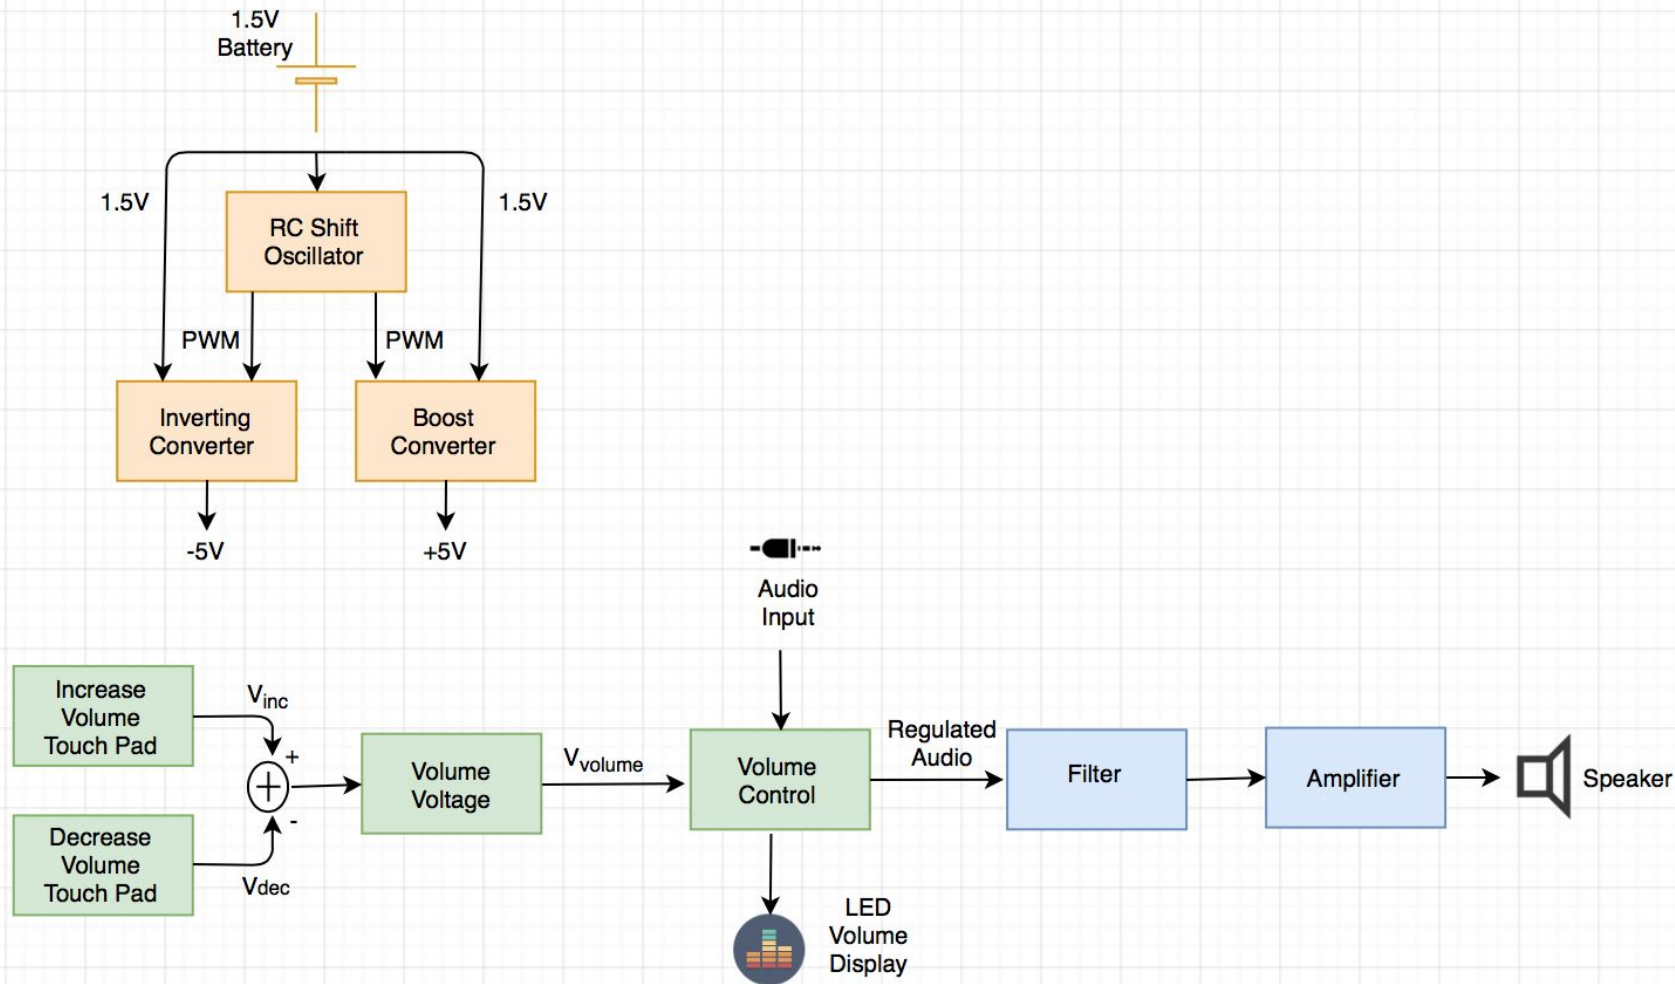 1.5V
Battery
1.5V
1.5V
RC Shift
Oscillator
PWM
PWM
Inverting
Converter
Boost
Converter
-5V
+5V
Audio
Input
Increase
Volume
Touch Pad
Vinc
+
-
Decrease
Volume
Touch Pad
Vdec
Volume
Voltage
Vvolume
Volume
Control
Regulated
Audio
Filter
Amplifier
Speaker
LED
Volume
Display